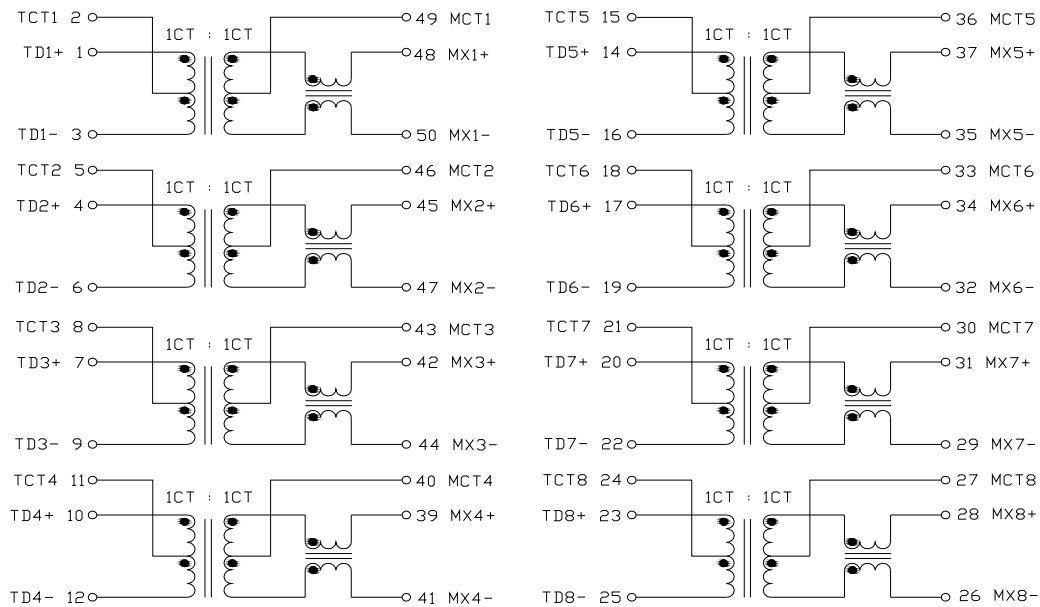 TCT1 2
49 MCT1
1CT : 1CT
TD1+ 1
48 MX1+
TD1- 3
50 MX1-
TCT2 5
46 MCT2
1CT : 1CT
TD2+ 4
45 MX2+
TD2- 6
47 MX2-
TCT3 8
43 MCT3
1CT : 1CT
TD3+ 7
42 MX3+
TD3- 9
44 MX3-
TCT4 11
40 MCT4
1CT : 1CT
TD4+ 10
39 MX4+
TD4- 12
41 MX4-
TCT5 15
36 MCT5
1CT : 1CT
TD5+ 14
37 MX5+
TD5- 16
35 MX5-
TCT6 18
33 MCT6
1CT : 1CT
TD6+ 17
34 MX6+
TD6- 19
32 MX6-
TCT7 21
30 MCT7
1CT : 1CT
TD7+ 20
31 MX7+
TD7- 22
29 MX7-
TCT8 24
27 MCT8
1CT : 1CT
TD8+ 23
28 MX8+
TD8- 25
26 MX8-